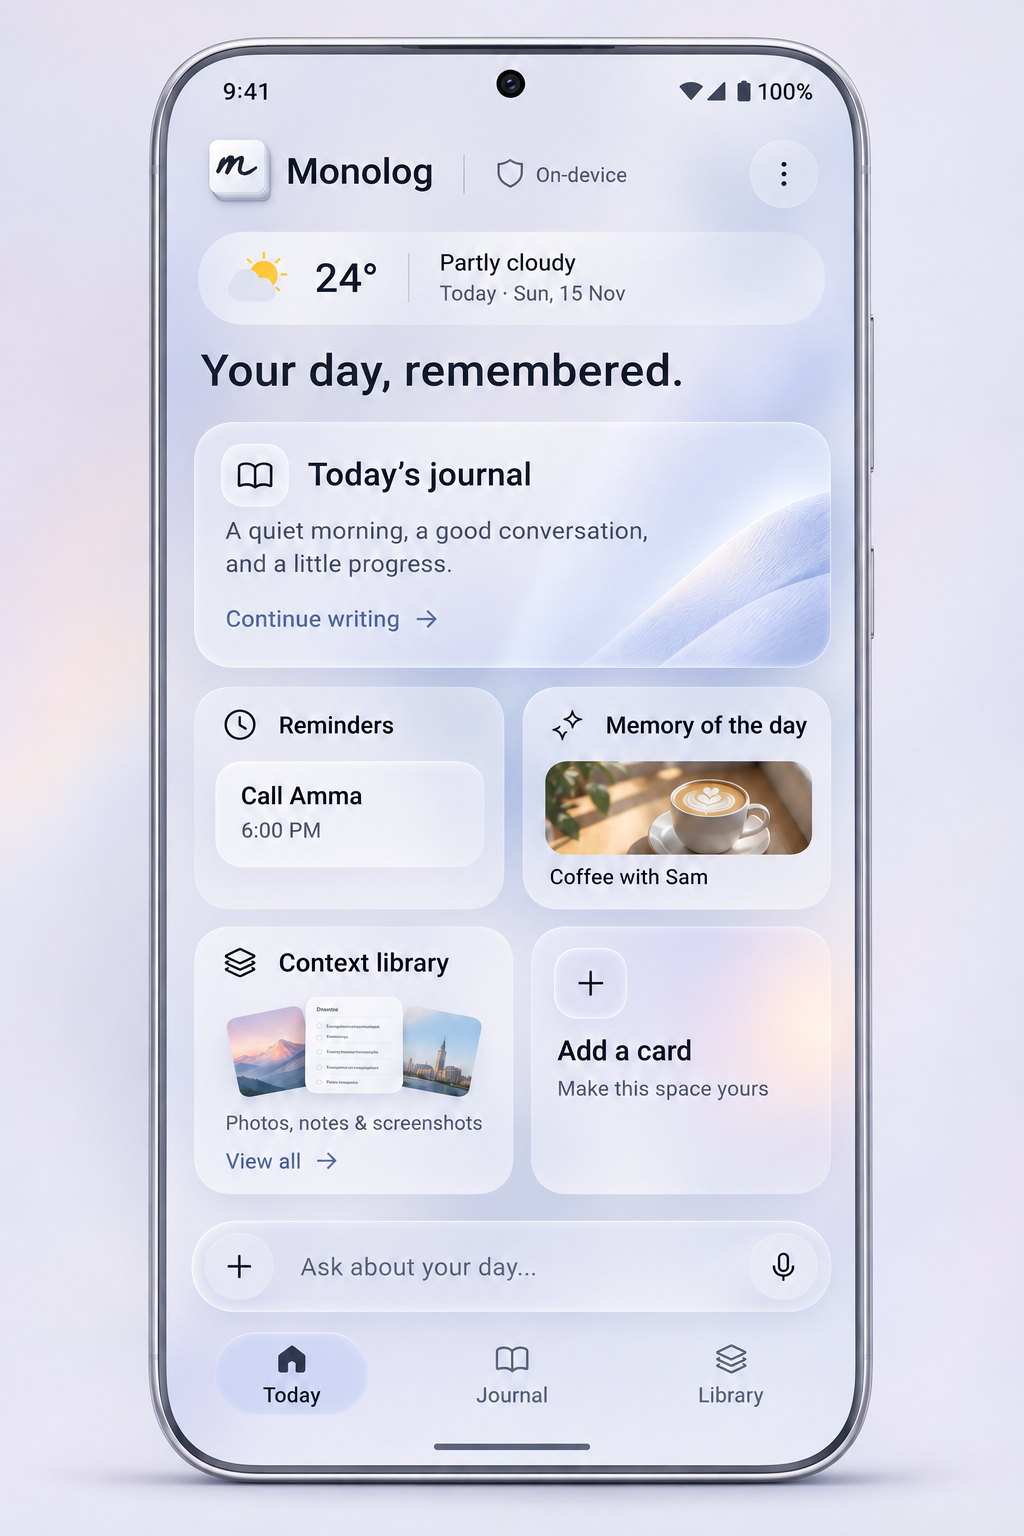 9:41
100%
m
Monolog
On-device
24°
Partly cloudy
Today · Sun, 15 Nov
Your day, remembered.
Today’s journal
A quiet morning, a good conversation,
and a little progress.
Continue writing →
Reminders
Call Amma
6:00 PM
Memory of the day
Coffee with Sam
Context library
Photos, notes & screenshots
View all →
Add a card
Make this space yours
Ask about your day...
Today
Journal
Library